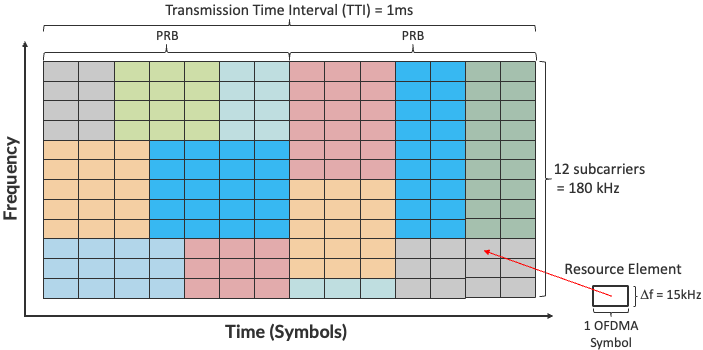 Transmission Time Interval (TTI) = 1ms
PRB
PRB
Frequency
12 subcarriers
= 180 kHz
Resource Element
Δf = 15kHz
1 OFDMA
Symbol
Time (Symbols)